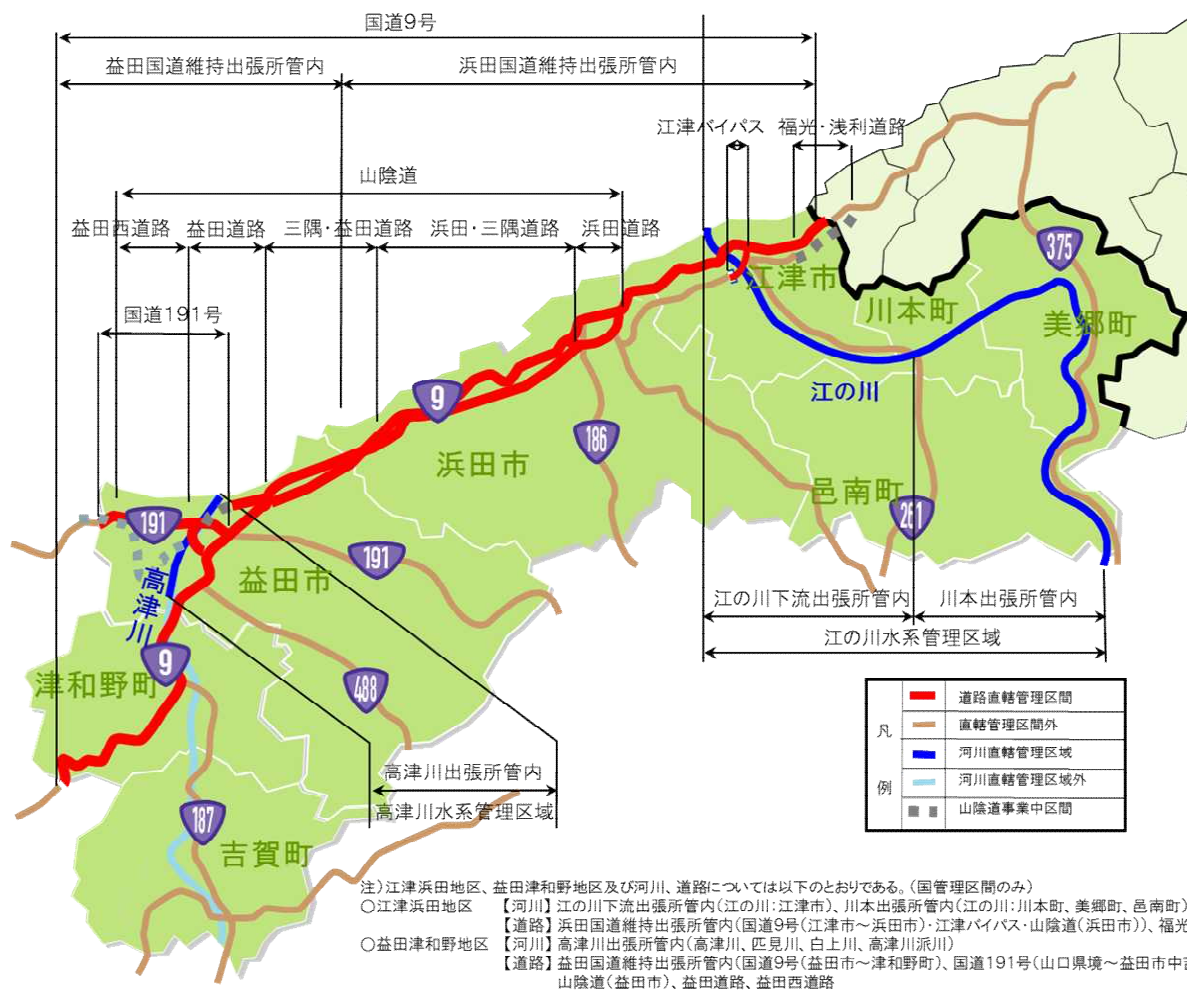 国道9号
益田国道維持出張所管内
浜田国道維持出張所管内
江津バイパス
福光・浅利道路
山陰道
益田西道路
益田道路
三隅・益田道路
浜田・三隅道路
浜田道路
国道191号
江津市
川本町
美郷町
375
江の川
9
浜田市
186
邑南町
261
191
191
益田市
高津川
9
津和野町
488
187
吉賀町
江の川下流出張所管内
川本出張所管内
江の川水系管理区域
高津川出張所管内
高津川水系管理区域
凡例
道路直轄管理区間
直轄管理区間外
河川直轄管理区域
河川直轄管理区域外
山陰道事業中区間
注)江津浜田地区、益田津和野地区及び河川、道路については以下のとおりである。(国管理区間のみ)
○江津浜田地区 【河川】江の川下流出張所管内(江の川:江津市)、川本出張所管内(江の川:川本町、美郷町、邑南町)
【道路】浜田国道維持出張所管内(国道9号(江津市～浜田市)・江津バイパス・山陰道(浜田市))、福光
○益田津和野地区 【河川】高津川出張所管内(高津川、匹見川、白上川、高津川派川)
【道路】益田国道維持出張所管内(国道9号(益田市～津和野町)、国道191号(山口県境～益田市中
山陰道(益田市)、益田道路、益田西道路